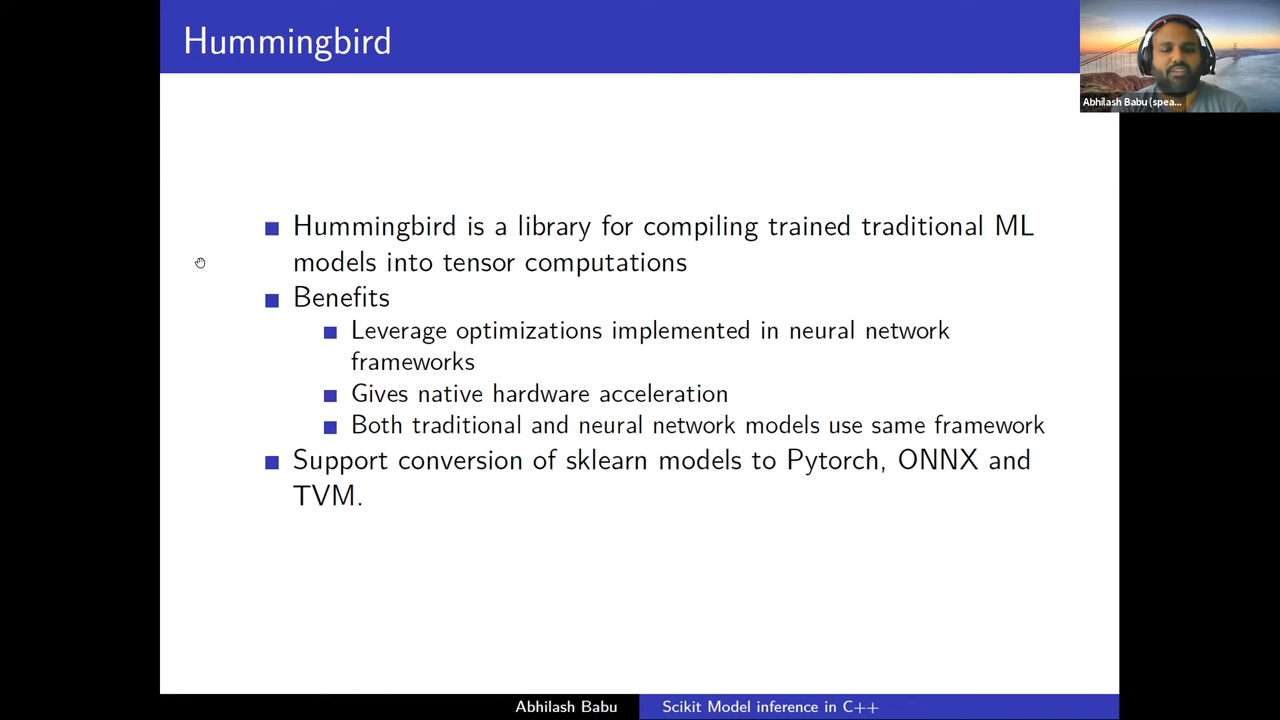 Hummingbird
Abhilash Babu (spea...
Hummingbird is a library for compiling trained traditional ML
models into tensor computations
Benefits
Leverage optimizations implemented in neural network
frameworks
Gives native hardware acceleration
Both traditional and neural network models use same framework
Support conversion of sklearn models to Pytorch, ONNX and
TVM.
Abhilash Babu
Scikit Model inference in C++